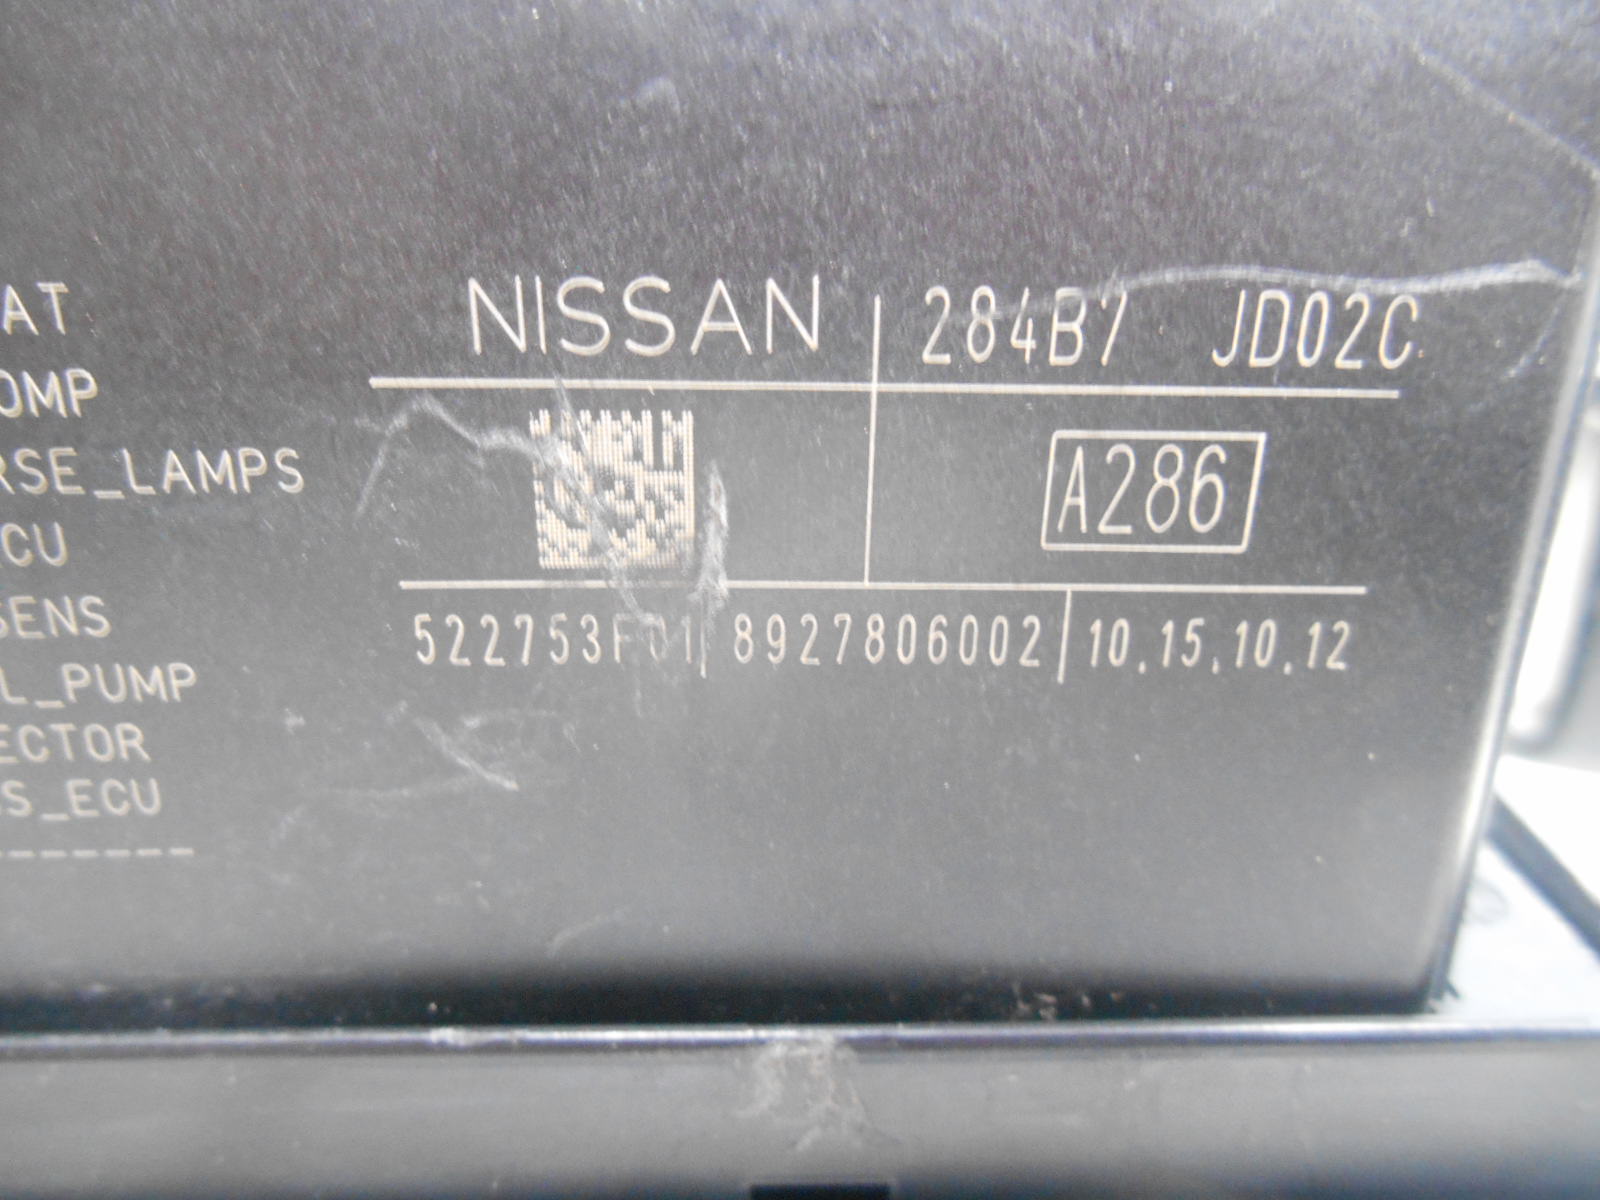 AT
NISSAN 284B7 JD02C
OMP
RSE_LAMPS
A286
CU
SENS
522753F01 8927806002 10.15.10.12
L_PUMP
ECTOR
S_ECU